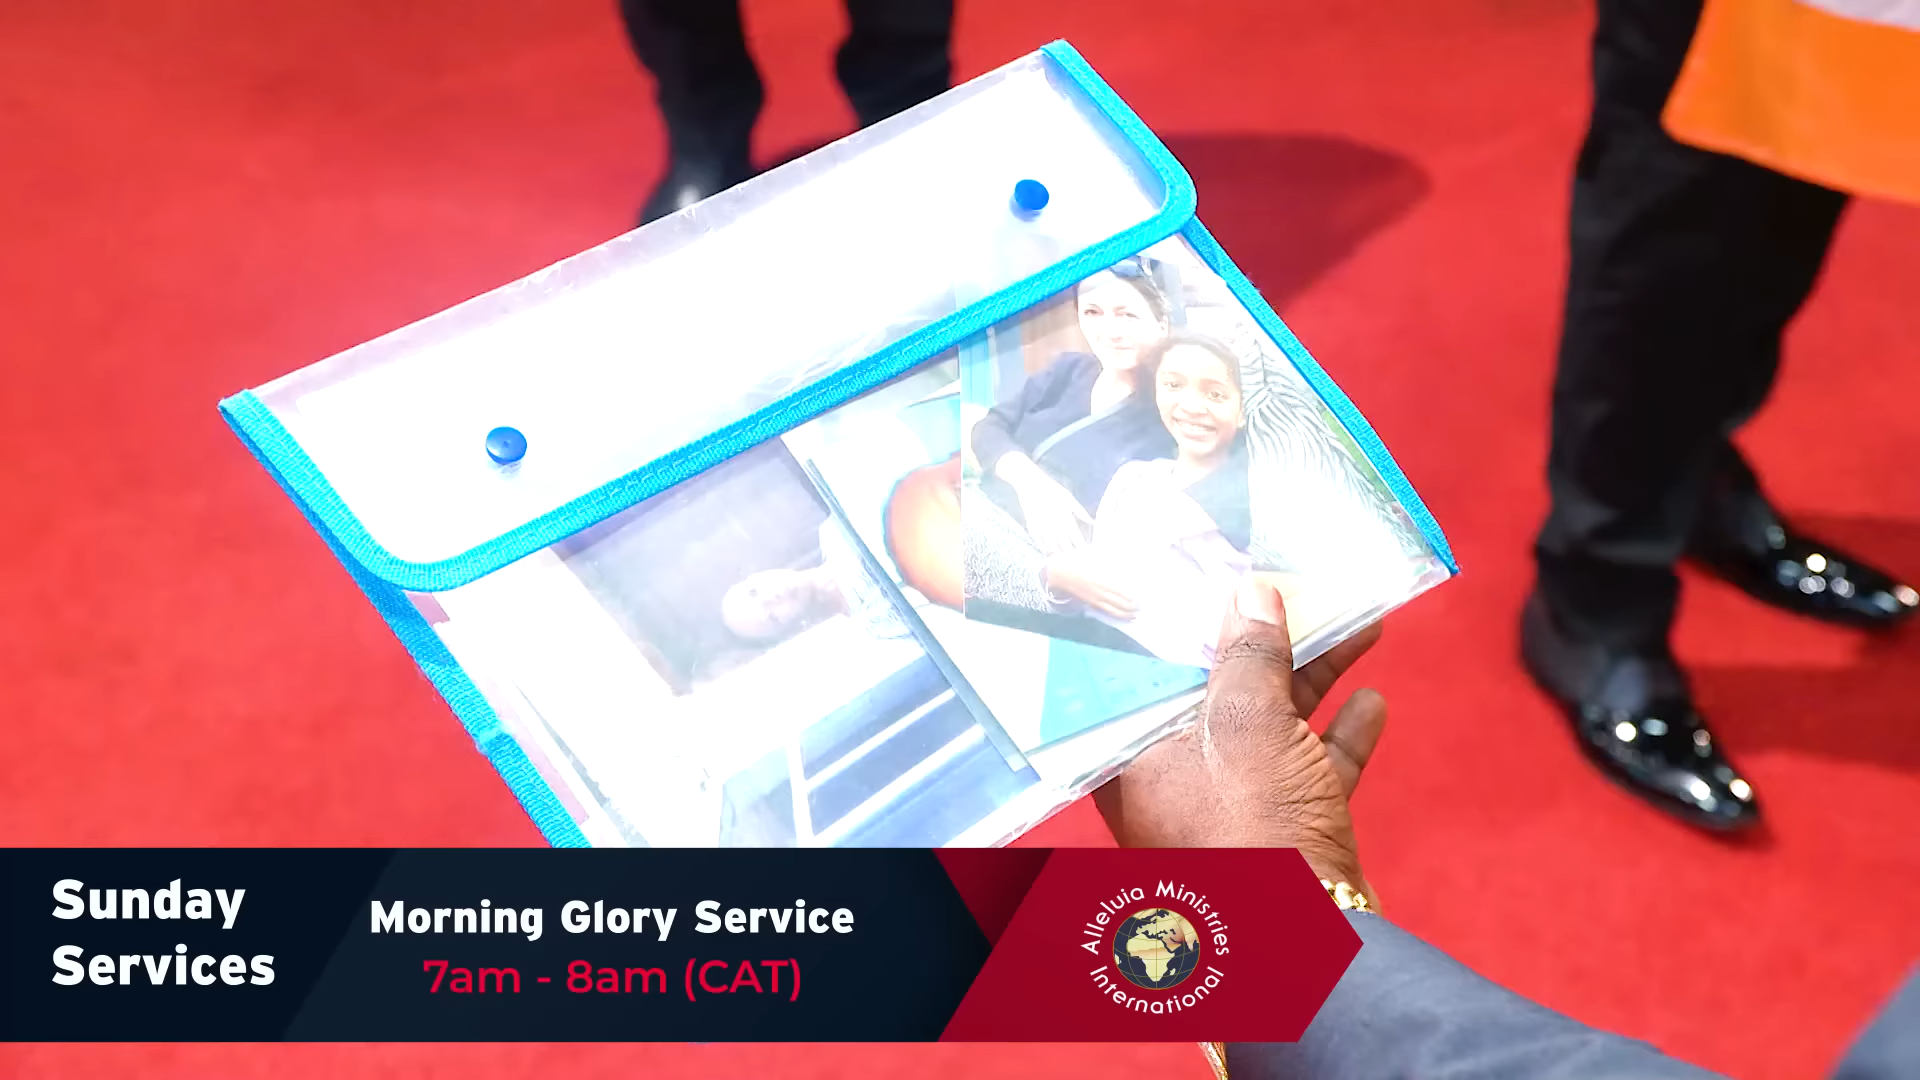 Sunday
Services
Morning Glory Service
7am - 8am (CAT)
Alleluia Ministries
International